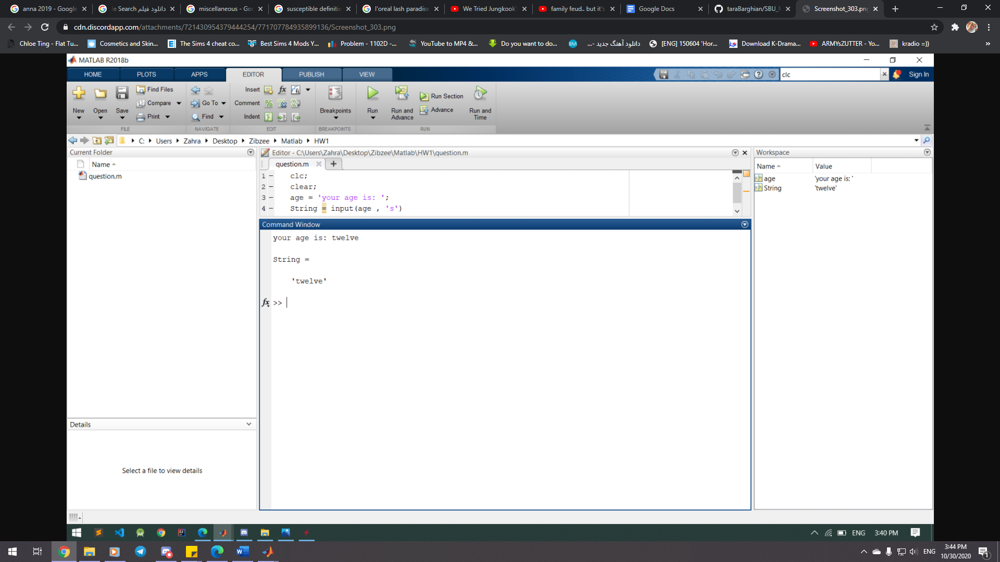 anna 2019 - Google
le Search دانلود فیلم
miscellaneous - Goo
susceptible definitio
l'oreal lash paradise
We Tried Jungkook'
family feud.. but it's
Google Docs
taraBarghian/SBU_M
Screenshot_303.png
cdn.discordapp.com/attachments/721430954379444254/771707784935899136/Screenshot_303.png
Chloe Ting - Flat Tu...
Cosmetics and Skin...
The Sims 4 cheat co...
Best Sims 4 Mods Y...
Problem - 1102D -...
YouTube to MP4 &...
Do you want to do...
دانلود آهنگ جدید -...
[ENG] 150604 'Hor...
Download K-Drama...
ARMYsZUTTER - Yo...
kradio =))
»
MATLAB R2018b
HOME PLOTS APPS EDITOR PUBLISH VIEW
clc
Sign In
New
Open
Save
Find Files
Compare
Print
FILE
Go To
Find
NAVIGATE
Insert
Comment
Indent
EDIT
Breakpoints
BREAKPOINTS
Run
Run and Advance
Run Section
Advance
Run and Time
RUN
C: Users Zahra Desktop Zibzee Matlab HW1
Current Folder
Name
question.m
Details
Select a file to view details
Editor - C:\Users\Zahra\Desktop\Zibzee\Matlab\HW1\question.m
question.m
1 – clc;
2 – clear;
3 – age = 'your age is: ';
4 – String = input(age , 's')
Command Window
your age is: twelve
String =
'twelve'
fx >>
Workspace
Name Value
age 'your age is: '
String 'twelve'
ENG 3:40 PM
ENG
3:44 PM
10/30/2020
1